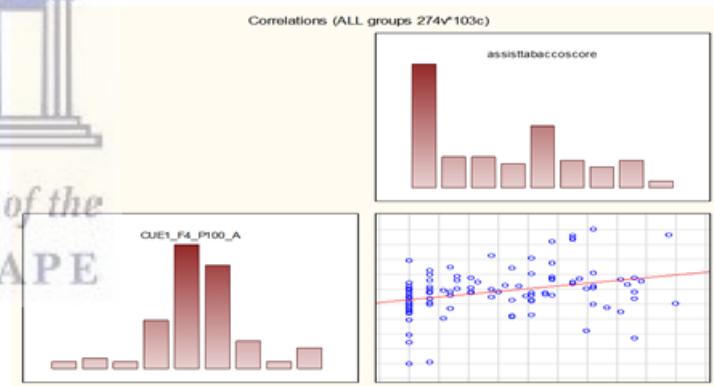 Correlations (ALL groups 274v*103c)
assisttabaccoscore
of the
CUE1_F4_P100_A
APE